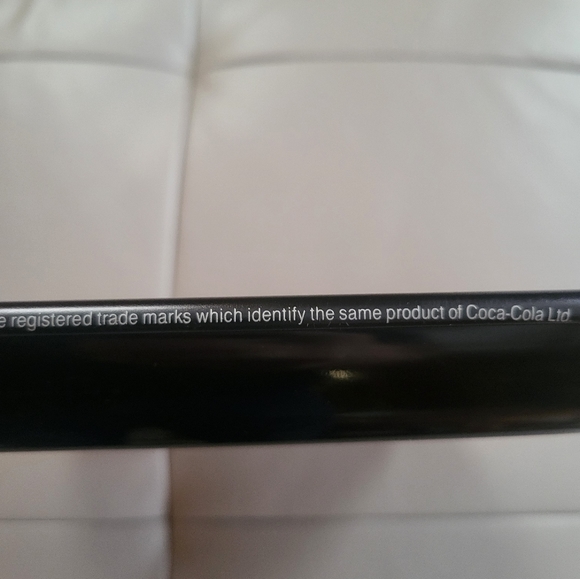 e registered trade marks which identify the same product of Coca-Cola Ltd